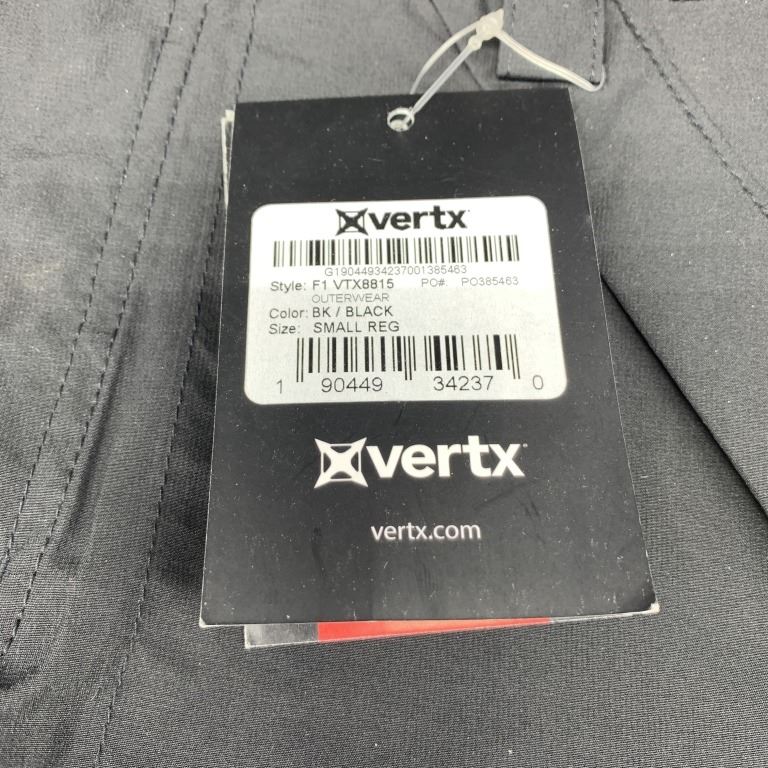 vertx
G19044934237001385463
Style: F1 VTX8815 PO#: PO385463
OUTERWEAR
Color: BK / BLACK
Size: SMALL REG
1 90449 34237 0
vertx
vertx.com